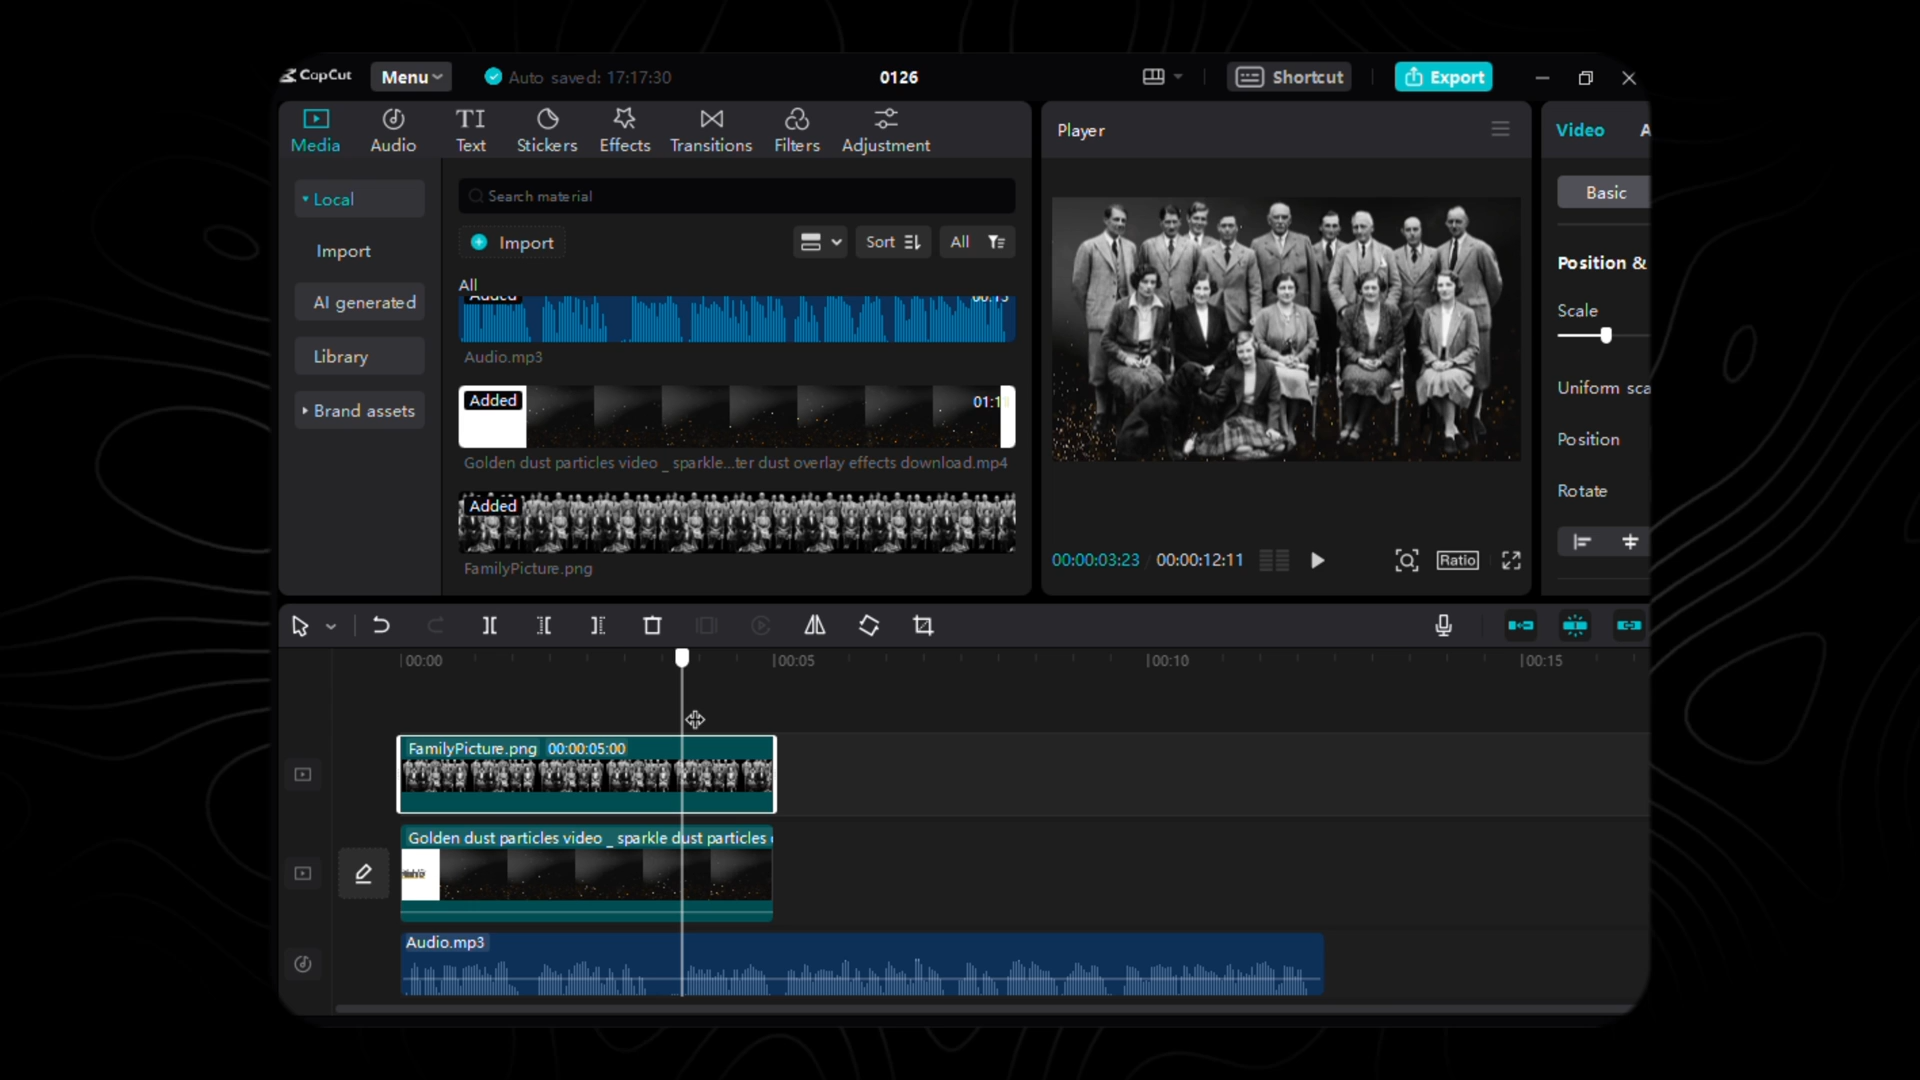 CapCut
Menu
Auto saved: 17:17:30
0126
Shortcut
Export
Media
Audio
TI
Text
Stickers
Effects
Transitions
Filters
Adjustment
Local
Import
AI generated
Library
Brand assets
Search material
Import
Sort
All
All
Added
00:13
Audio.mp3
Added
01:1
Golden dust particles video _ sparkle...ter dust overlay effects download.mp4
Added
FamilyPicture.png
Player
00:00:03:23
00:00:12:11
Ratio
Video
A
Basic
Position &
Scale
Uniform sca
Position
Rotate
00:00
00:05
00:10
00:15
FamilyPicture.png 00:00:05:00
Golden dust particles video _ sparkle dust particles
Audio.mp3